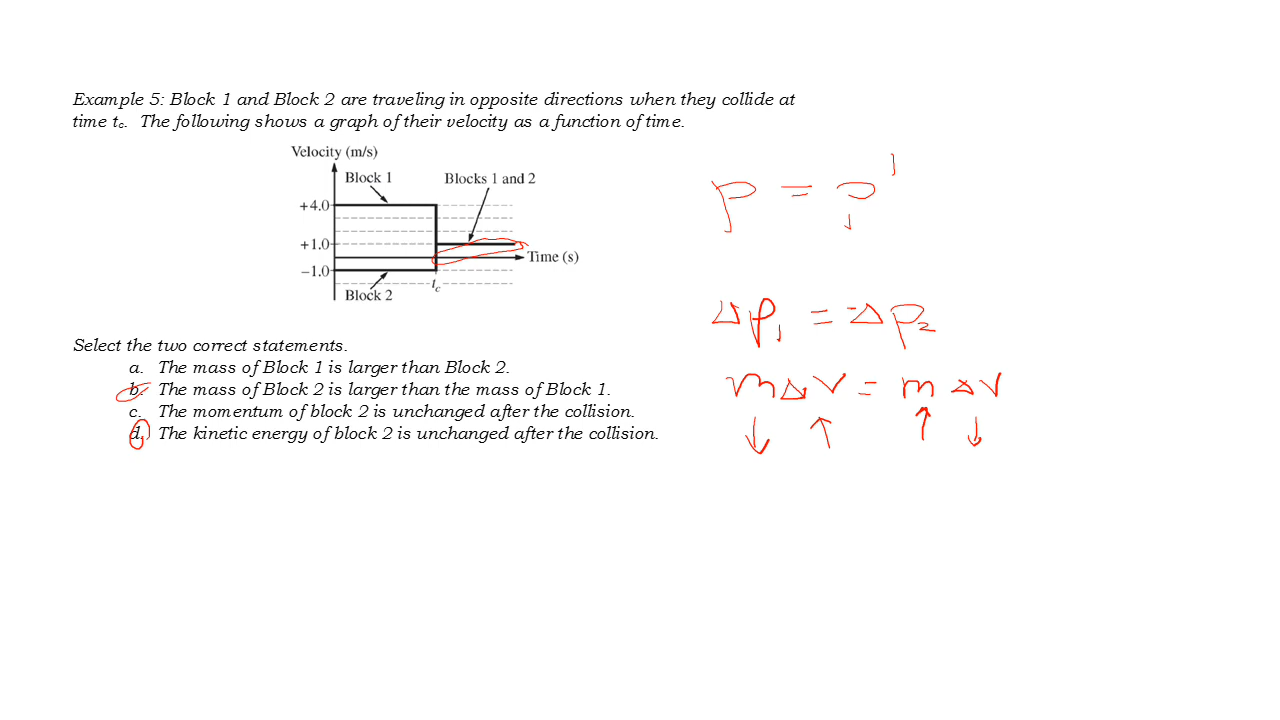 Example 5: Block 1 and Block 2 are traveling in opposite directions when they collide at
time tc. The following shows a graph of their velocity as a function of time.
Velocity (m/s)
Block 1
Blocks 1 and 2
+4.0
+1.0
Time (s)
−1.0
tc
Block 2
Select the two correct statements.
a. The mass of Block 1 is larger than Block 2.
b. The mass of Block 2 is larger than the mass of Block 1.
c. The momentum of block 2 is unchanged after the collision.
d. The kinetic energy of block 2 is unchanged after the collision.
p = p'
Δp1 = -Δp2
mΔv = mΔv
↓ ↑ ↑ ↓